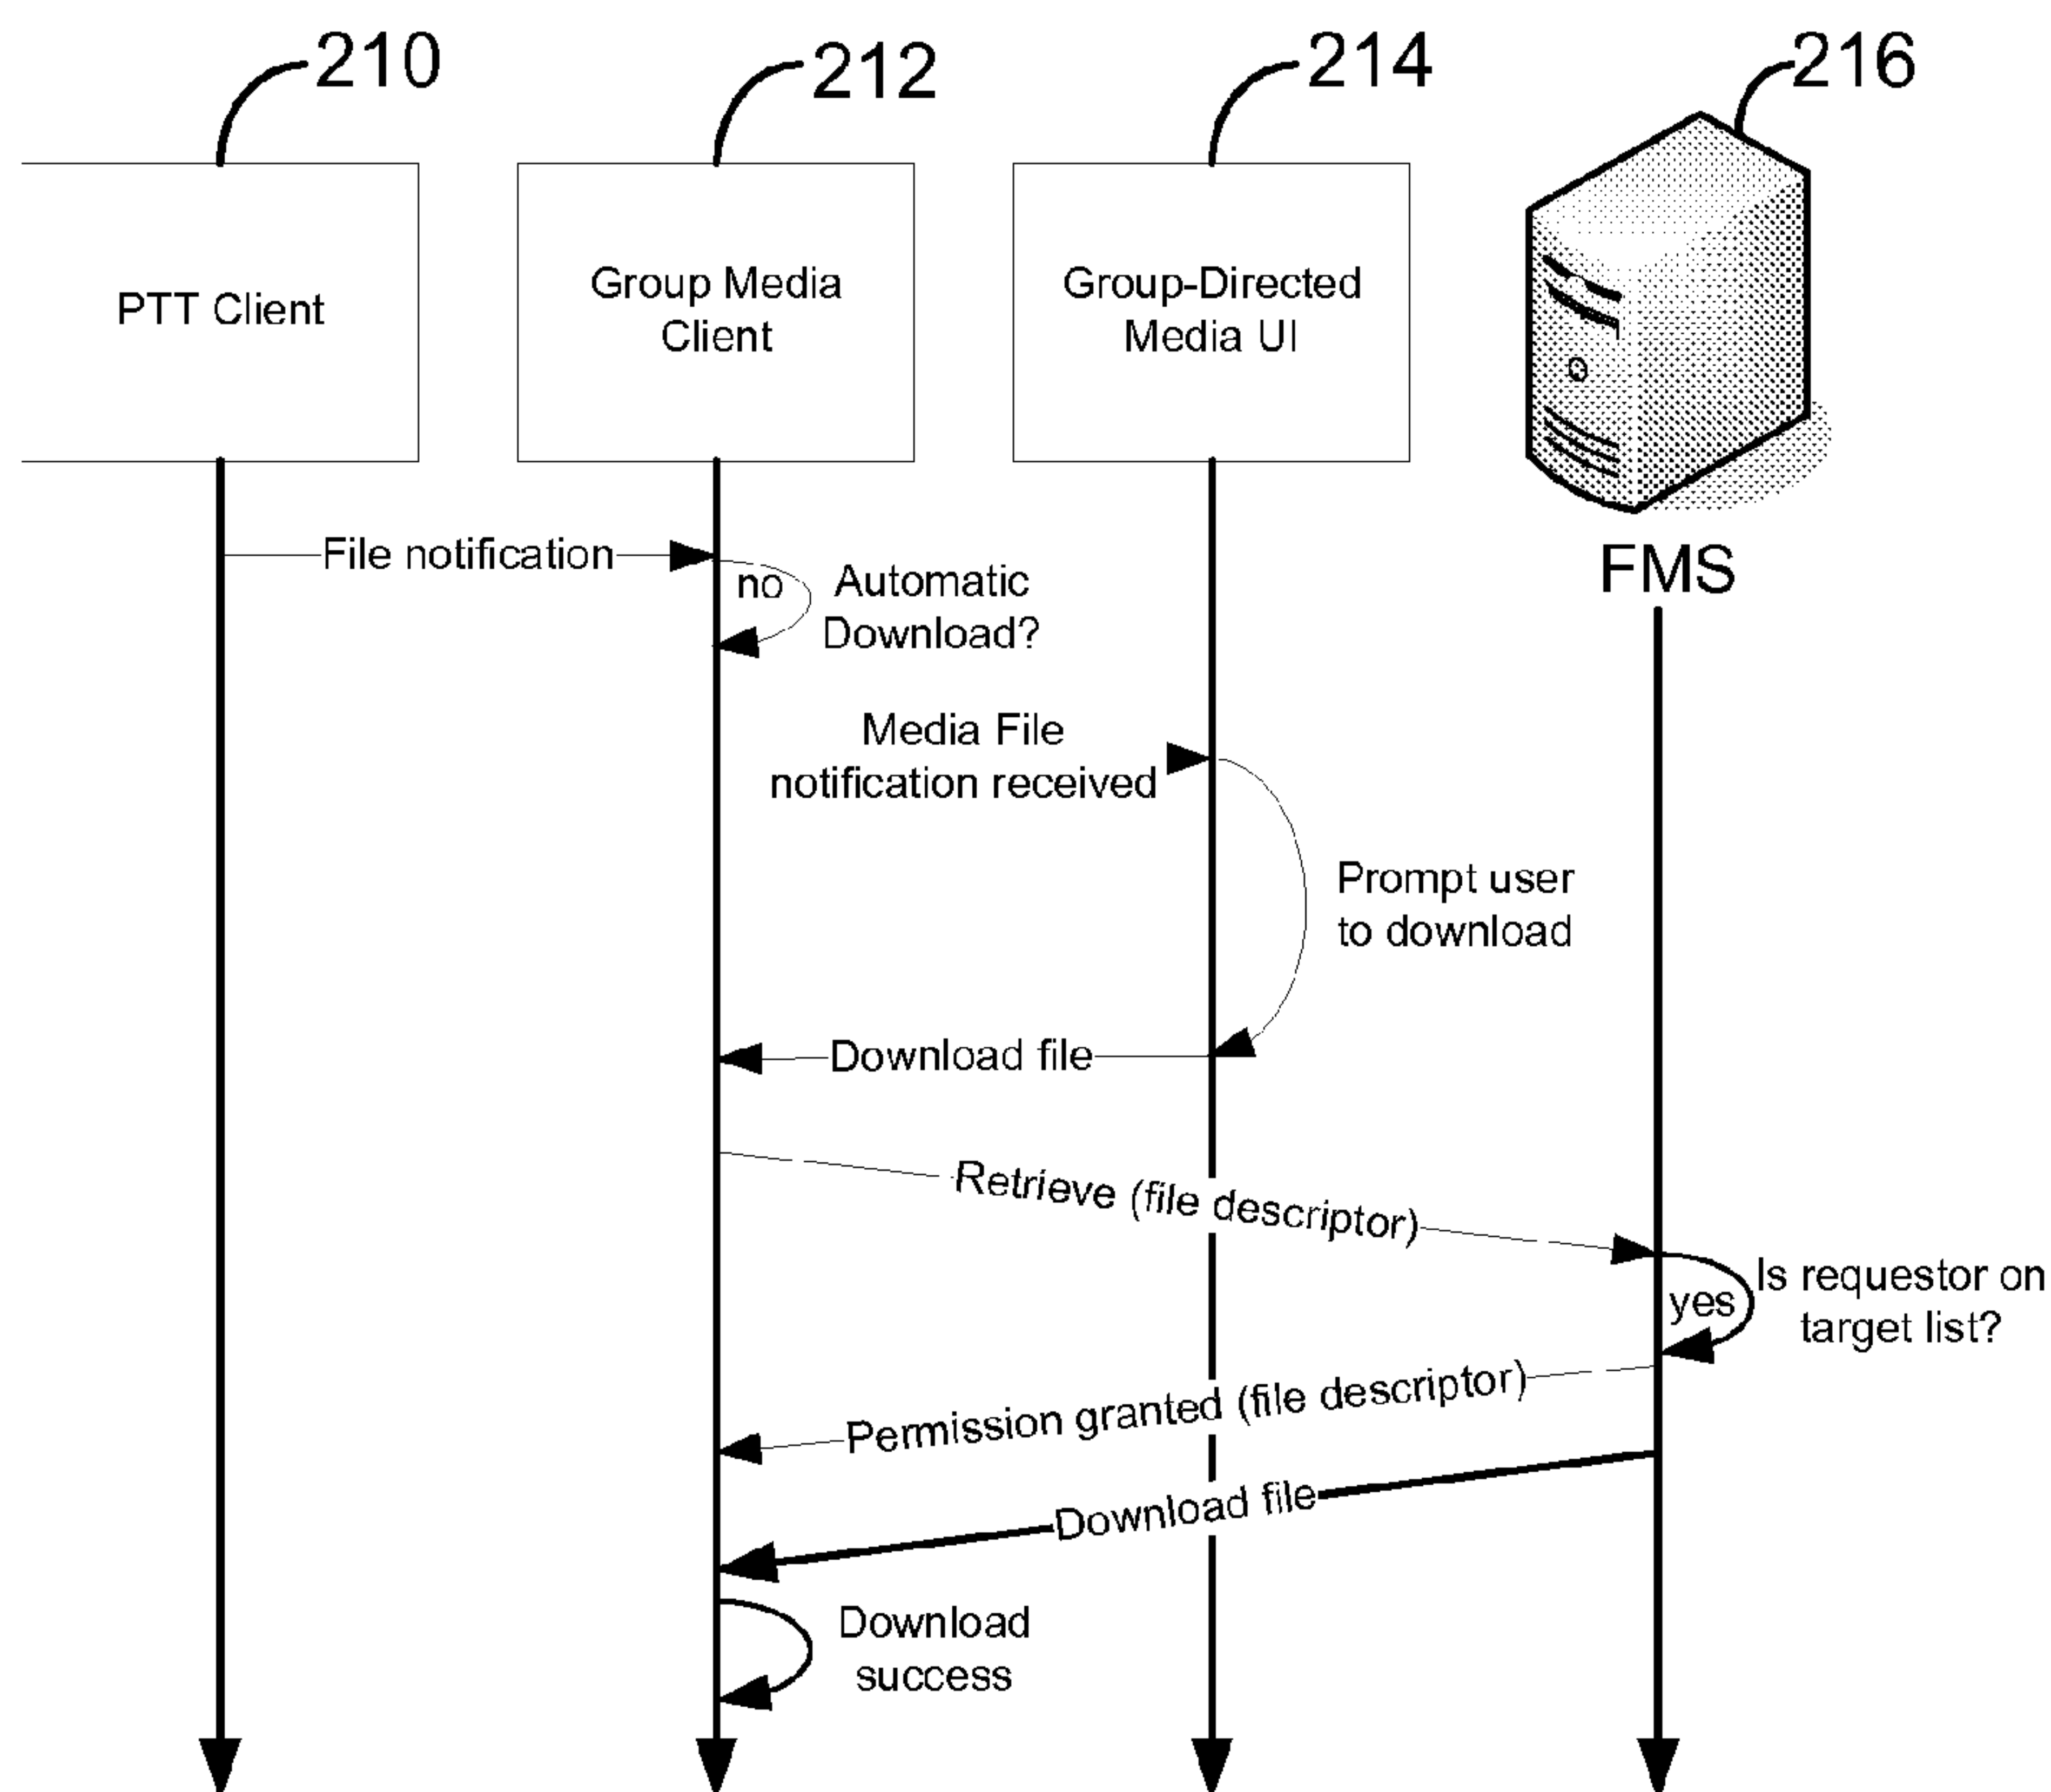 210
212
214
216
PTT Client
Group Media
Client
Group-Directed
Media UI
FMS
File notification
no
Automatic
Download?
Media File
notification received
Prompt user
to download
Download file
Retrieve (file descriptor)
yes
Is requestor on
target list?
Permission granted (file descriptor)
Download file
Download
success